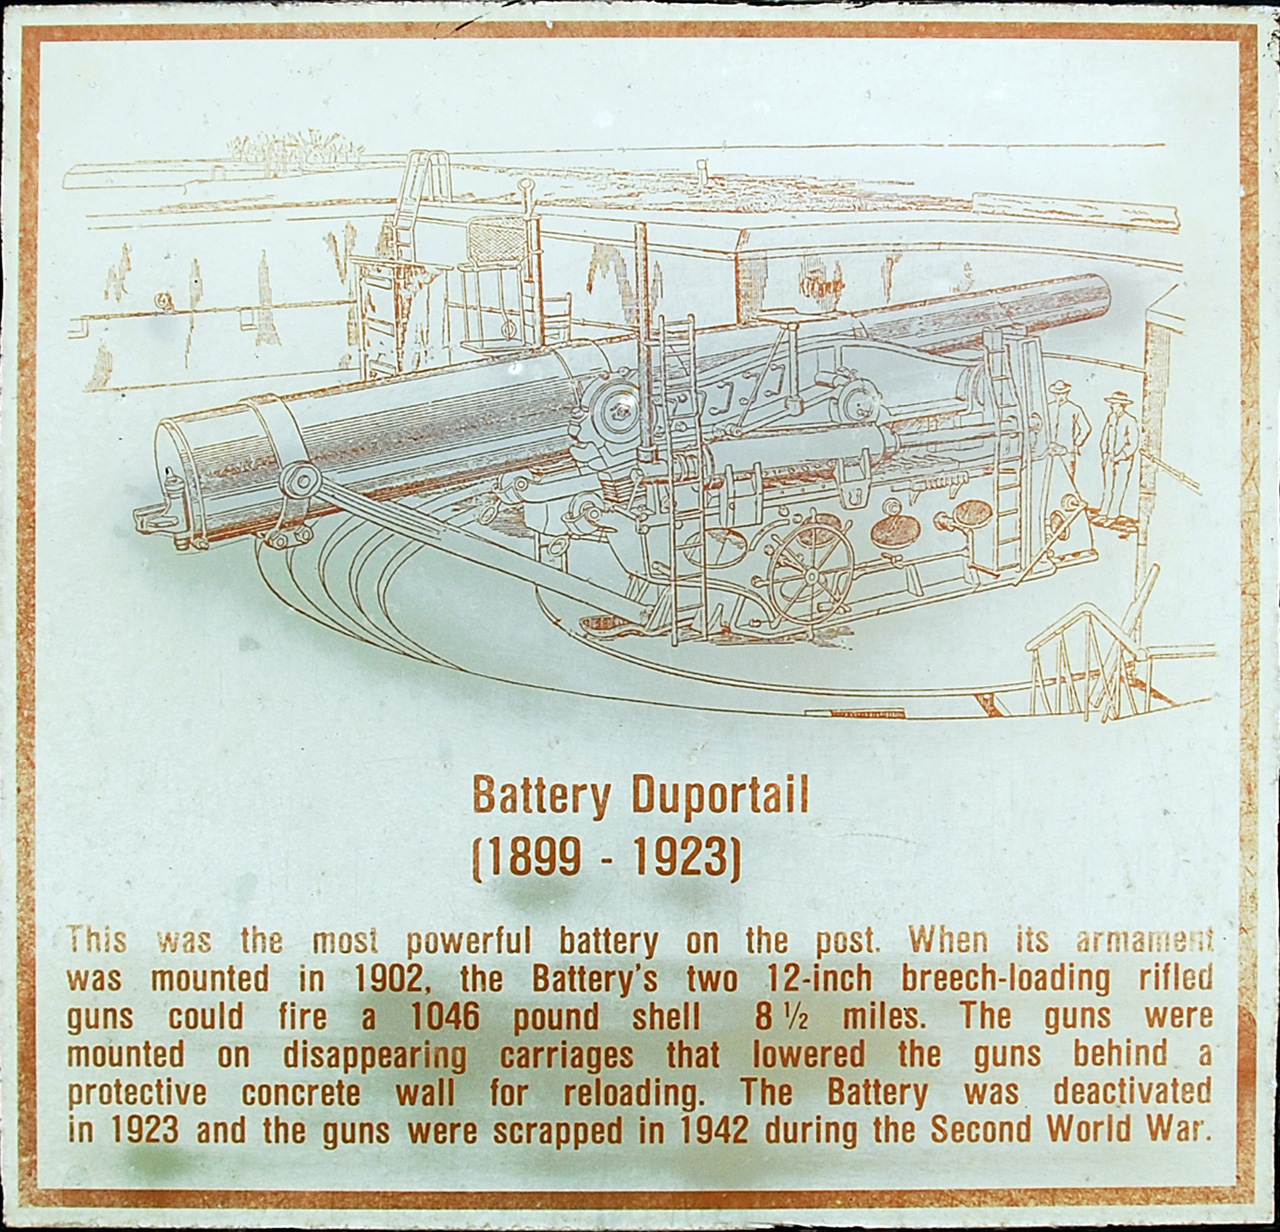 Battery Duportail
(1899 - 1923)
This was the most powerful battery on the post. When its armament
was mounted in 1902, the Battery's two 12-inch breech-loading rifled
guns could fire a 1046 pound shell 8 ½ miles. The guns were
mounted on disappearing carriages that lowered the guns behind a
protective concrete wall for reloading. The Battery was deactivated
in 1923 and the guns were scrapped in 1942 during the Second World War.